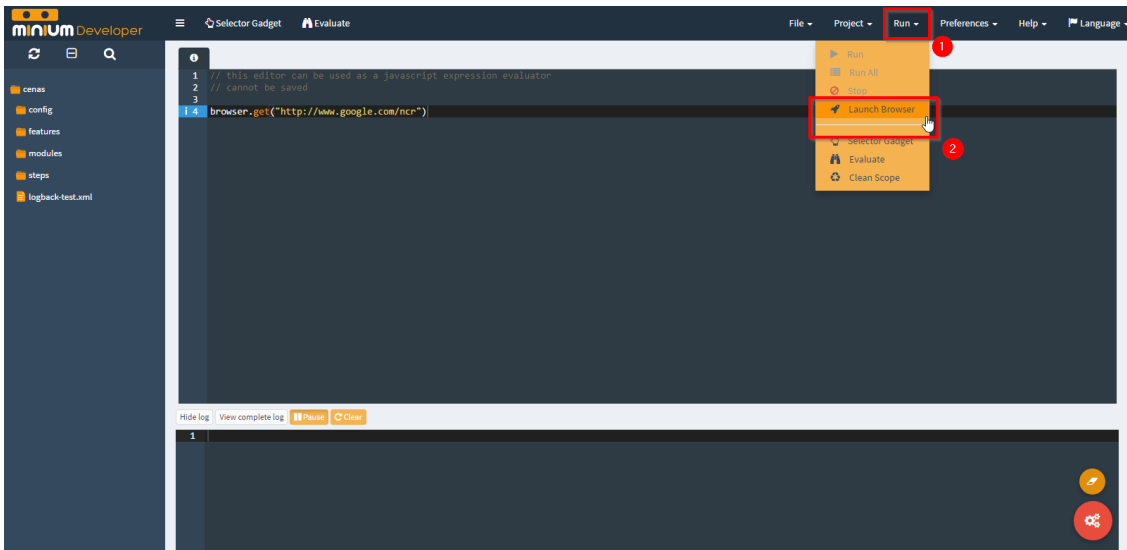 minium Developer
Selector Gadget
Evaluate
File
Project
Run
Preferences
Help
Language
1
cenas
config
features
modules
steps
logback-test.xml
1 // this editor can be used as a javascript expression evaluator
2 // cannot be saved
3
i 4 browser.get("http://www.google.com/ncr")
Run
Run All
Stop
Launch Browser
Selector Gadget
Evaluate
Clean Scope
2
Hide log
View complete log
Pause
Clear
1